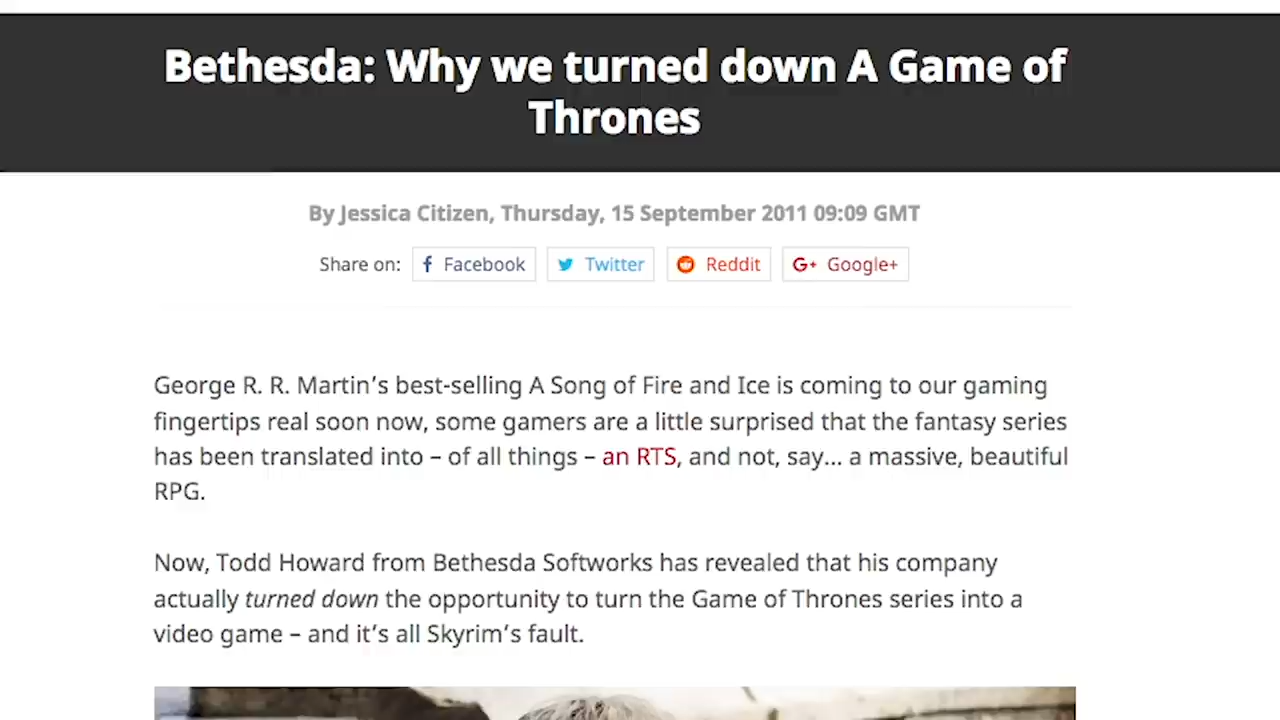 Bethesda: Why we turned down A Game of
Thrones
By Jessica Citizen, Thursday, 15 September 2011 09:09 GMT
Share on: Facebook Twitter Reddit G+ Google+
George R. R. Martin’s best-selling A Song of Fire and Ice is coming to our gaming
fingertips real soon now, some gamers are a little surprised that the fantasy series
has been translated into – of all things – an RTS, and not, say… a massive, beautiful
RPG.
Now, Todd Howard from Bethesda Softworks has revealed that his company
actually turned down the opportunity to turn the Game of Thrones series into a
video game – and it’s all Skyrim’s fault.